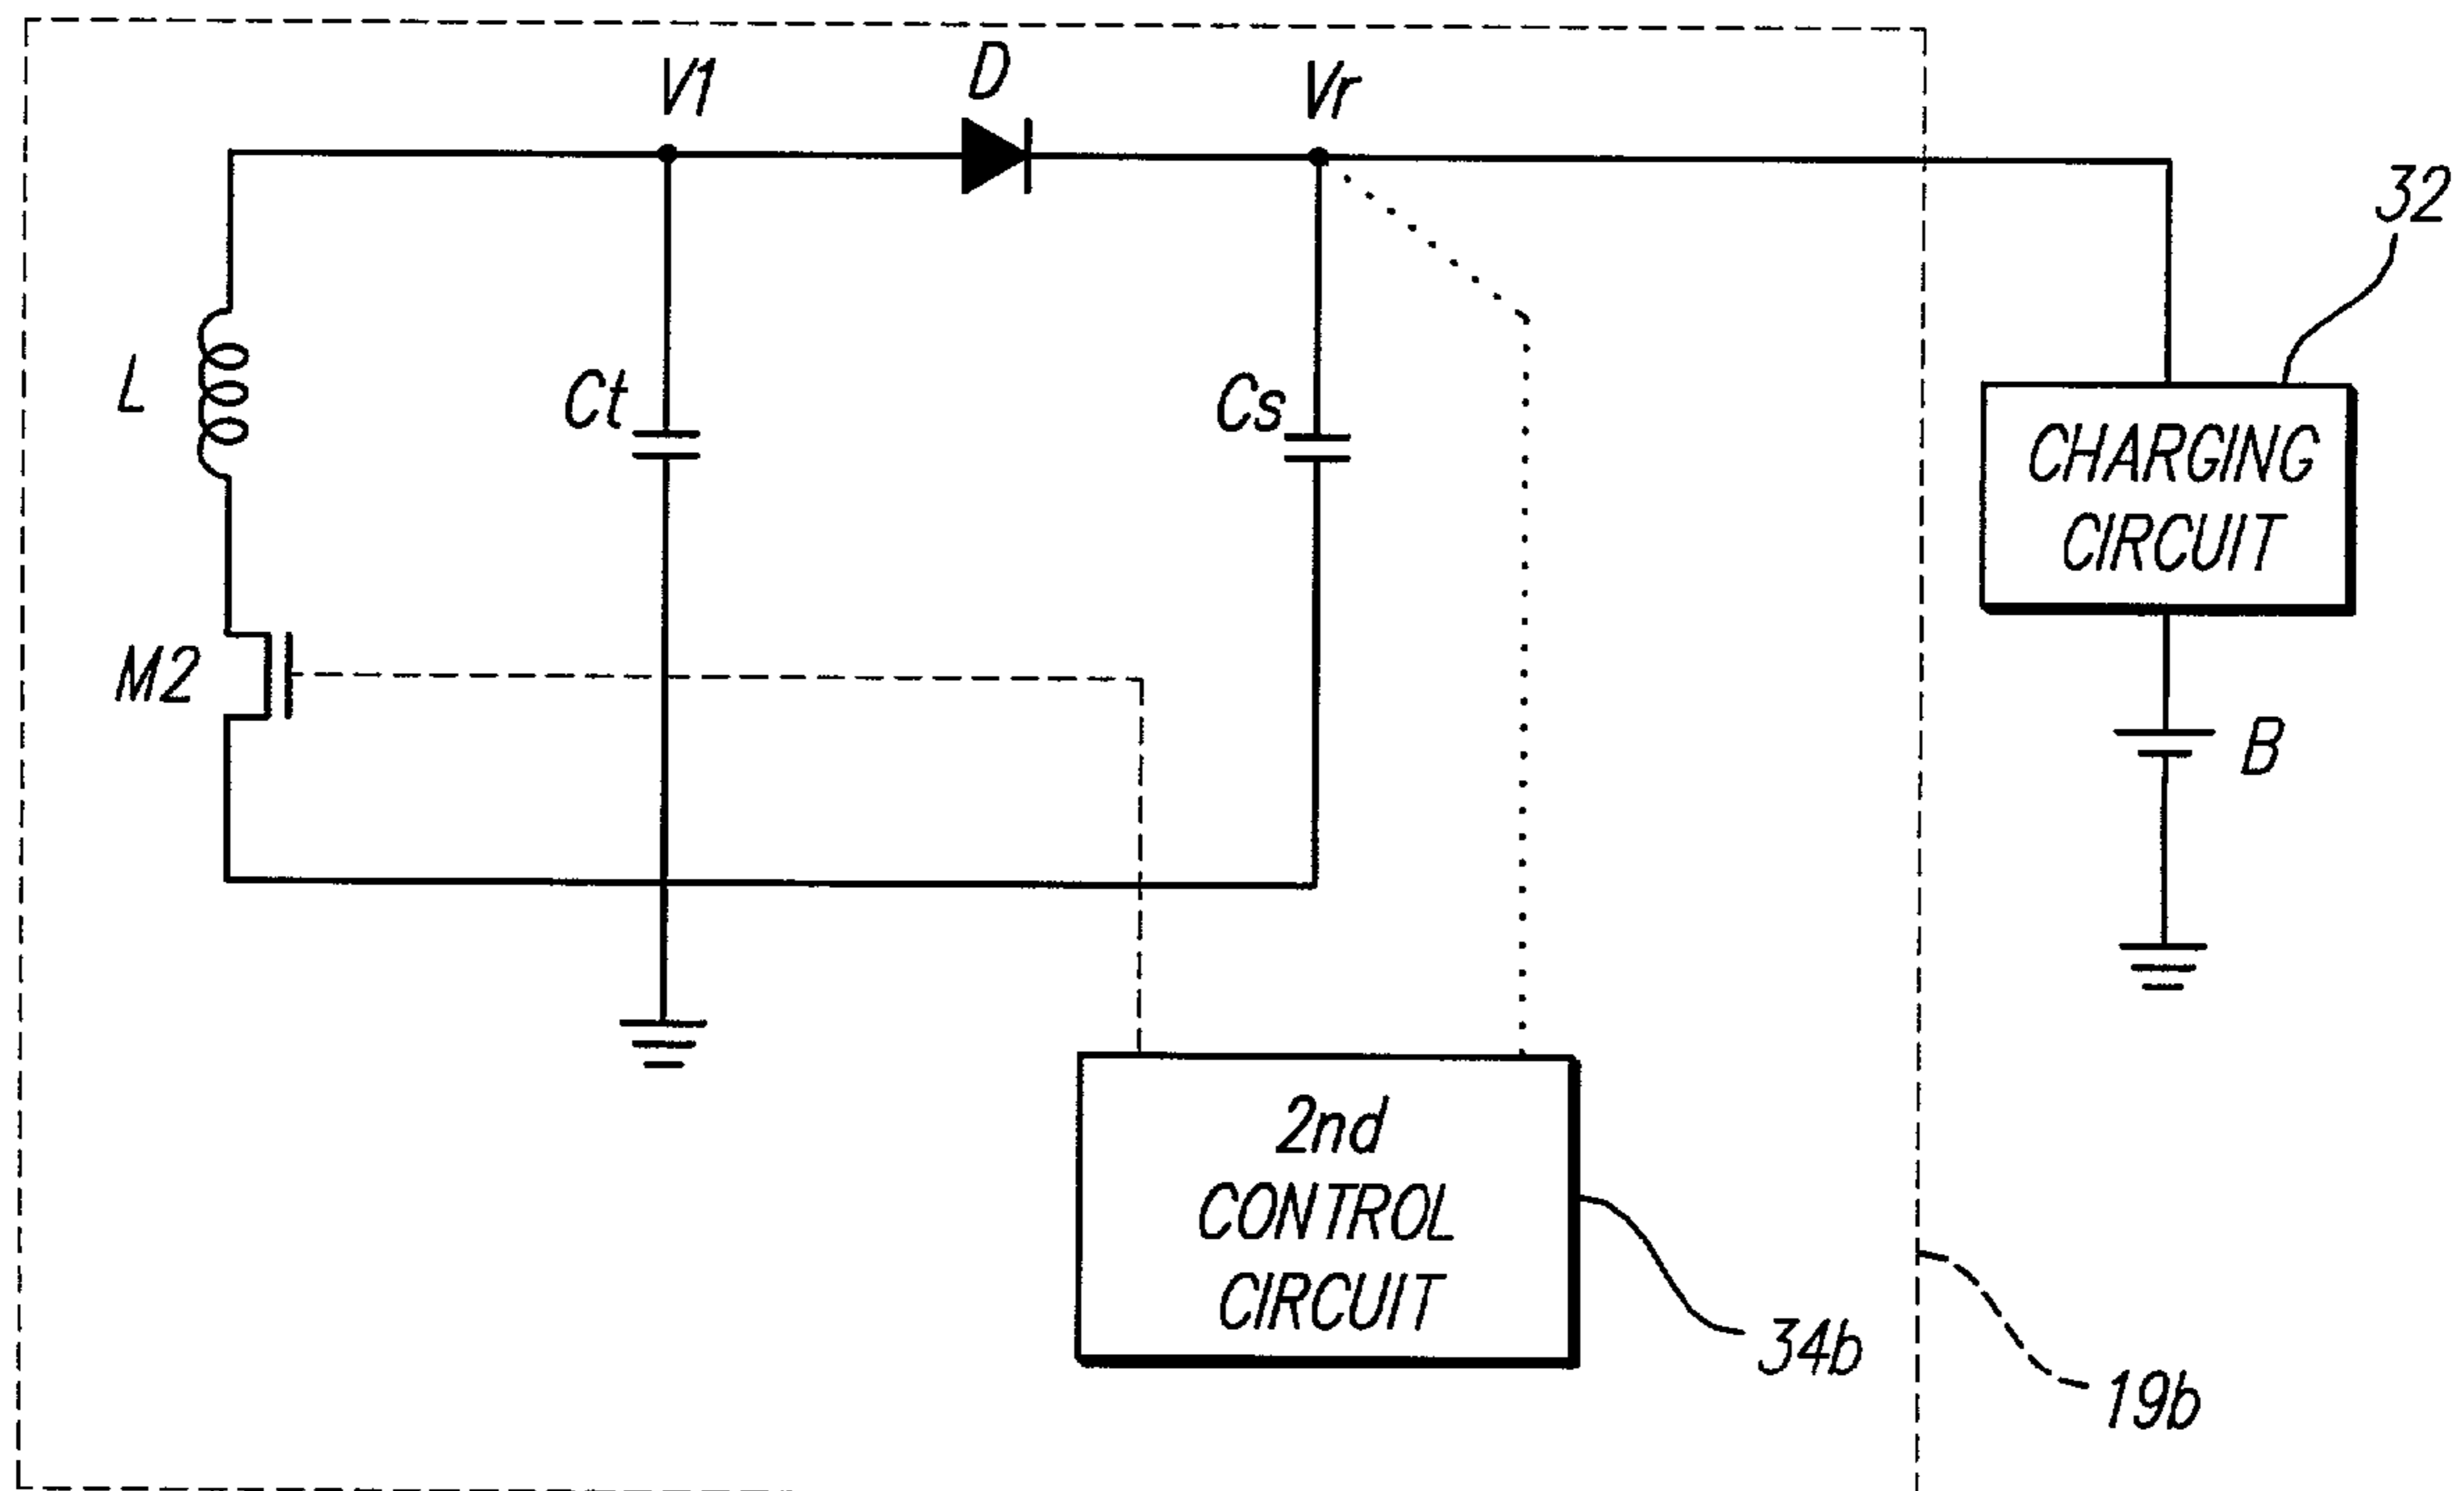 V1
D
Vr
32
L
Ct
Cs
CHARGING
CIRCUIT
M2
B
2nd
CONTROL
CIRCUIT
34b
19b